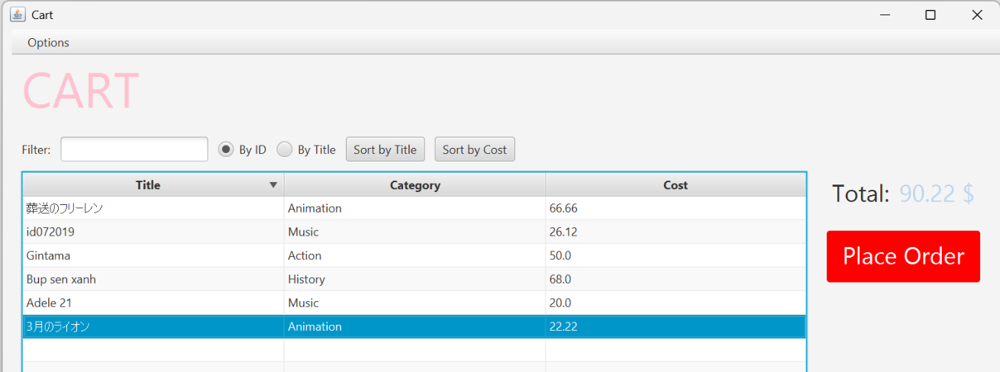 Cart
Options
CART
Filter: By ID By Title Sort by Title Sort by Cost
Title Category Cost
葬送のフリーレン Animation 66.66
id072019 Music 26.12
Gintama Action 50.0
Bup sen xanh History 68.0
Adele 21 Music 20.0
3月のライオン Animation 22.22
Total: 90.22 $
Place Order